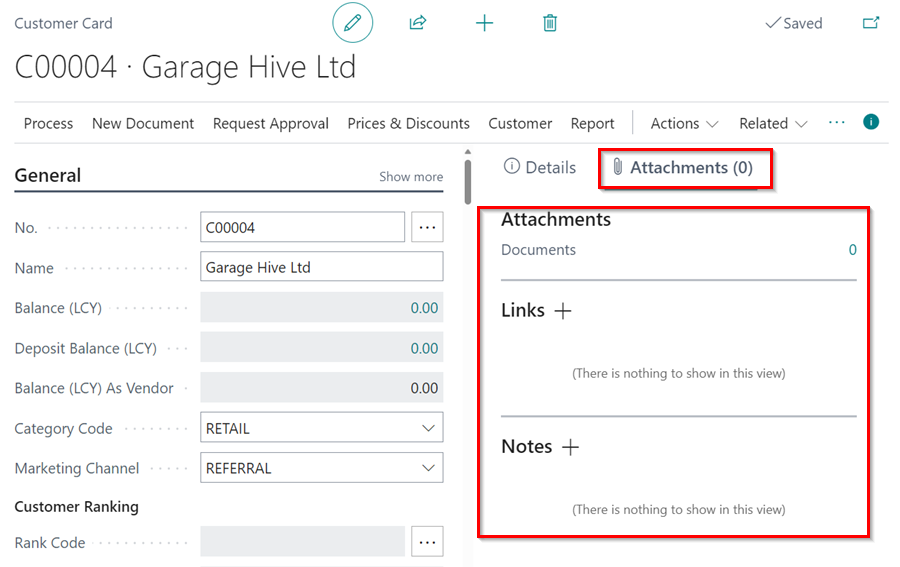 Customer Card
Saved
C00004 · Garage Hive Ltd
Process New Document Request Approval Prices & Discounts Customer Report Actions Related ···
General Show more
No. C00004 ···
Name Garage Hive Ltd
Balance (LCY) 0.00
Deposit Balance (LCY) 0.00
Balance (LCY) As Vendor 0.00
Category Code RETAIL
Marketing Channel REFERRAL
Customer Ranking
Rank Code ···
Details Attachments (0)
Attachments
Documents 0
Links
(There is nothing to show in this view)
Notes
(There is nothing to show in this view)